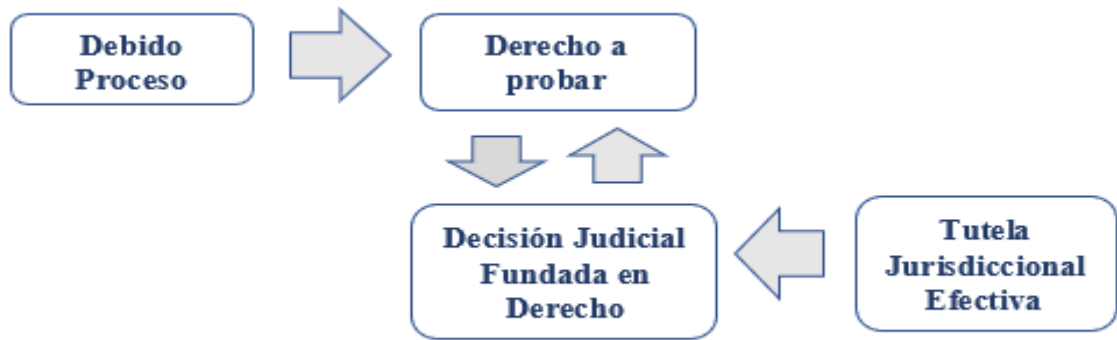 Debido
Proceso
Derecho a
probar
Decisión Judicial
Fundada en
Derecho
Tutela
Jurisdiccional
Efectiva